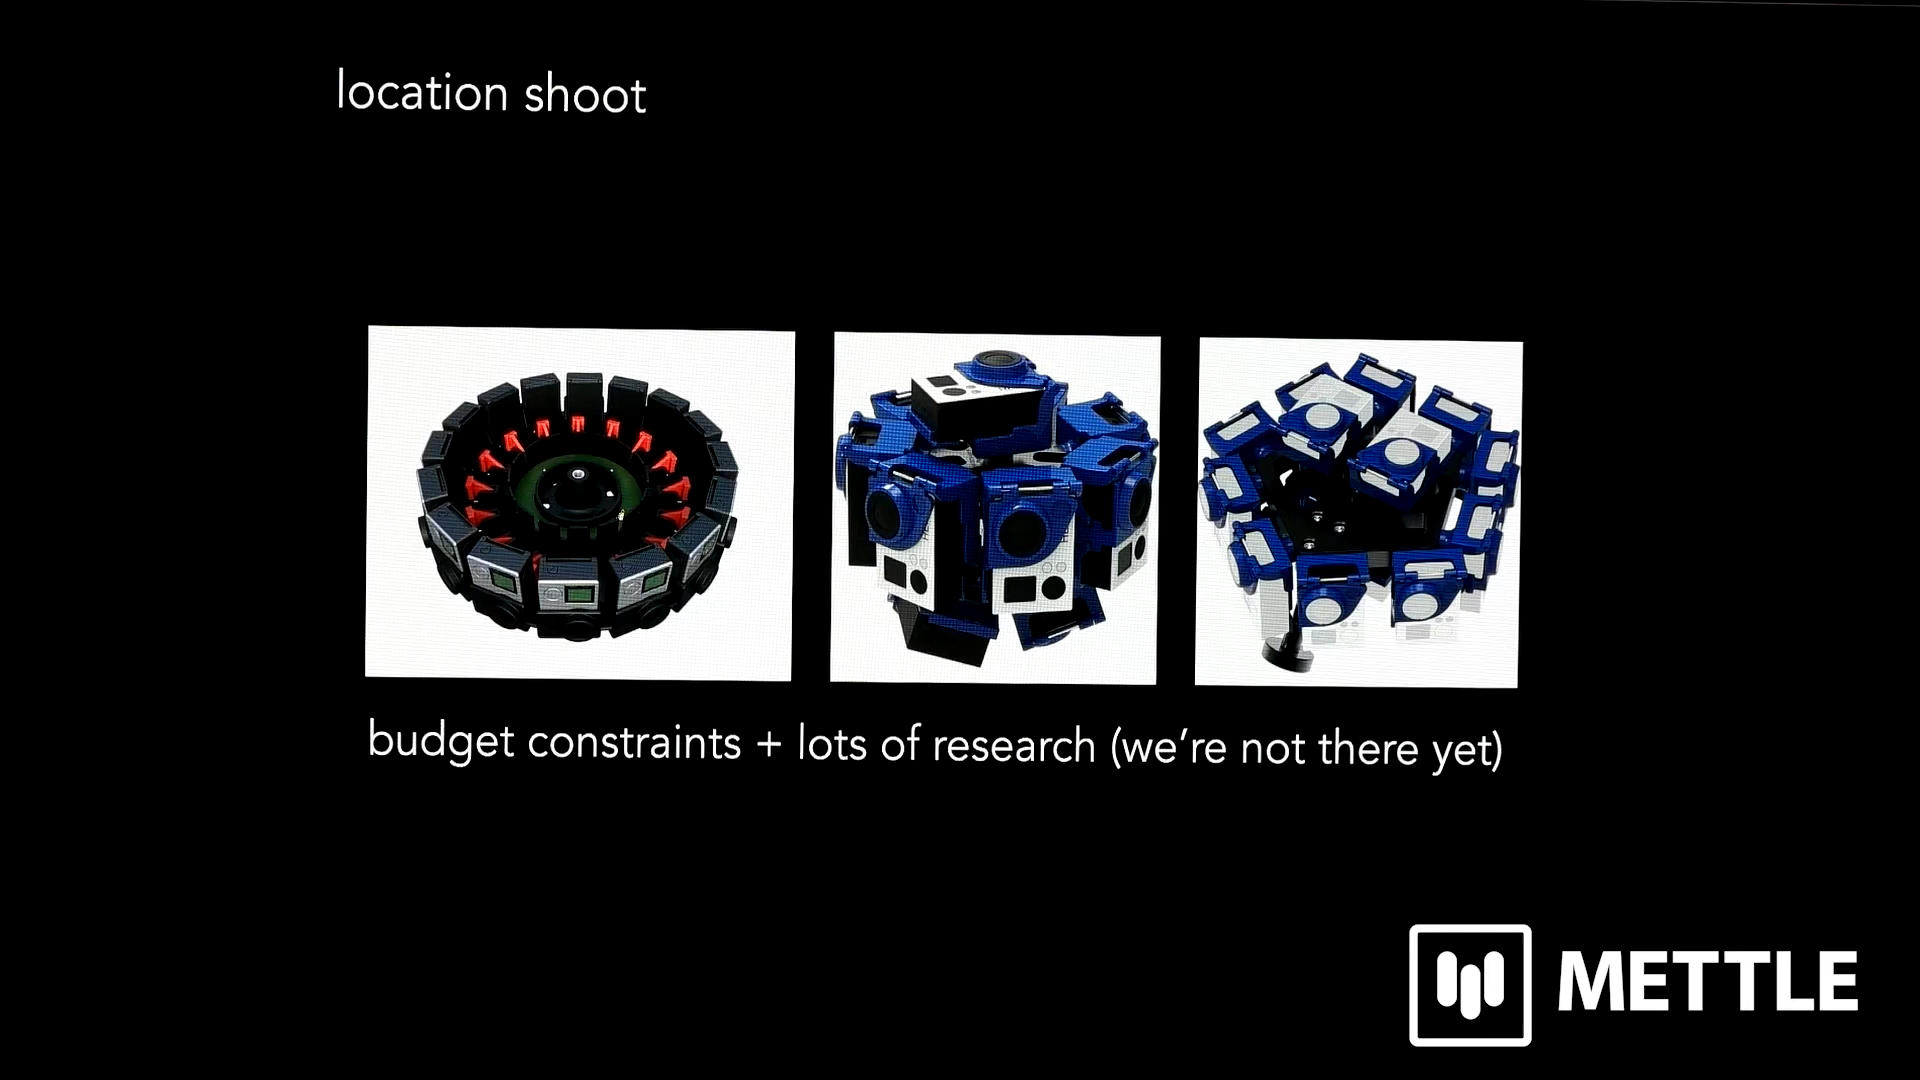 location shoot
budget constraints + lots of research (we're not there yet)
METTLE